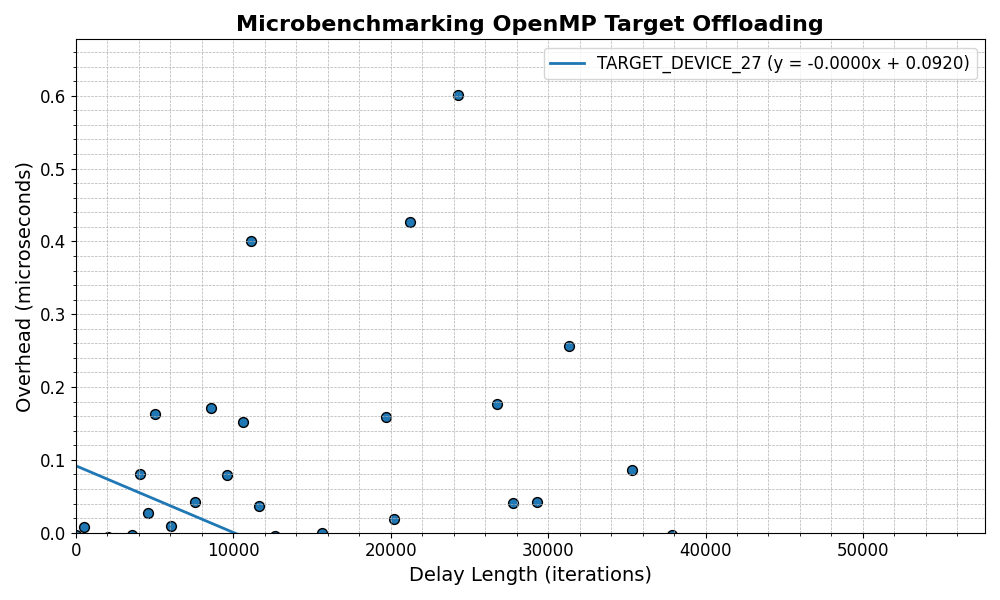 Microbenchmarking OpenMP Target Offloading
TARGET_DEVICE_27 (y = -0.0000x + 0.0920)
Overhead (microseconds)
0.6
0.5
0.4
0.3
0.2
0.1
0.0
0 10000 20000 30000 40000 50000
Delay Length (iterations)